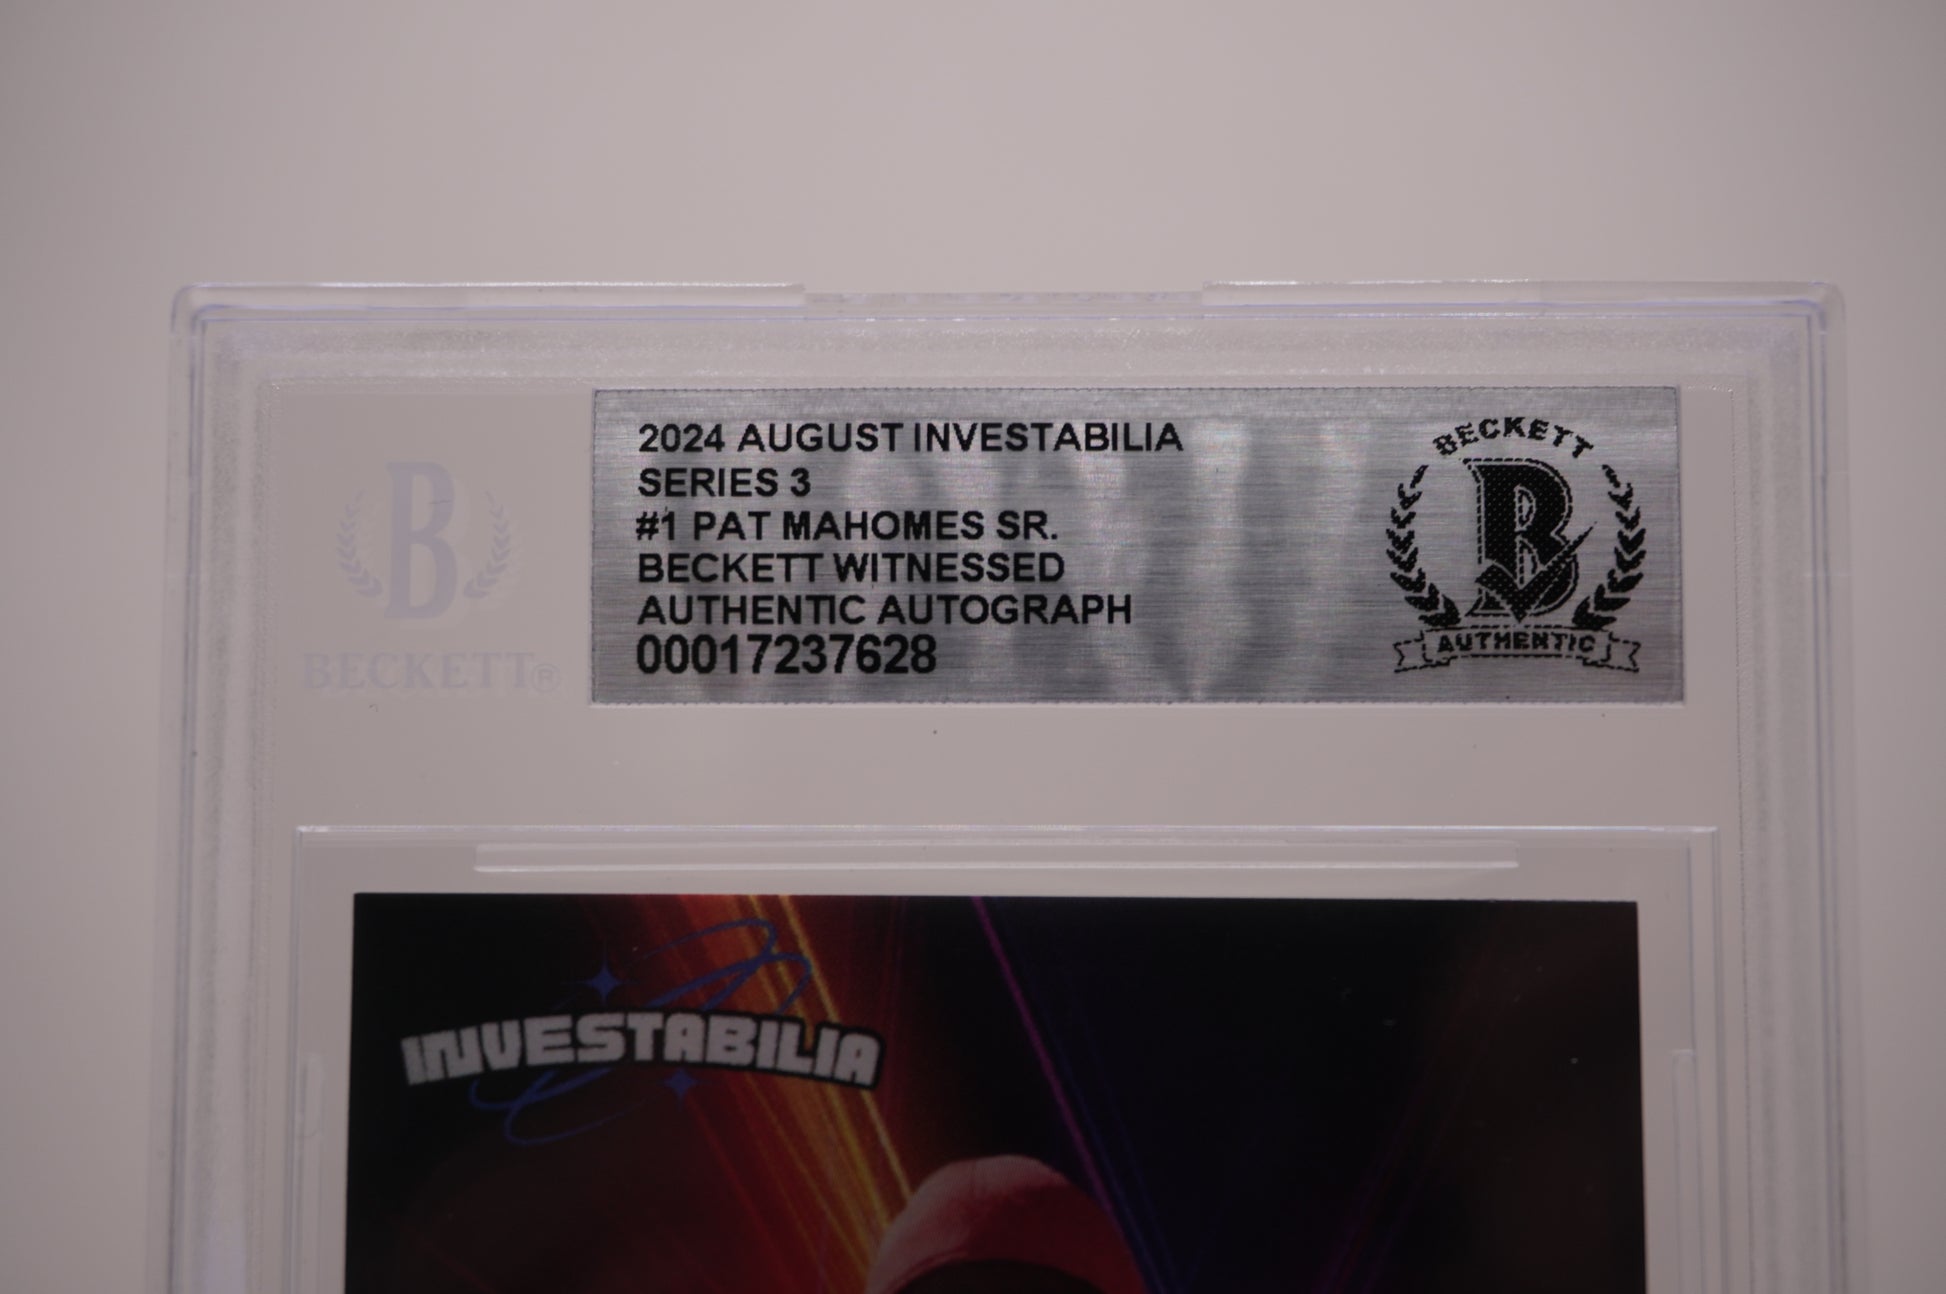 BECKETT®
2024 AUGUST INVESTABILIA
SERIES 3
#1 PAT MAHOMES SR.
BECKETT WITNESSED
AUTHENTIC AUTOGRAPH
00017237628
BECKETT
B
AUTHENTIC
B
INVESTABILIA